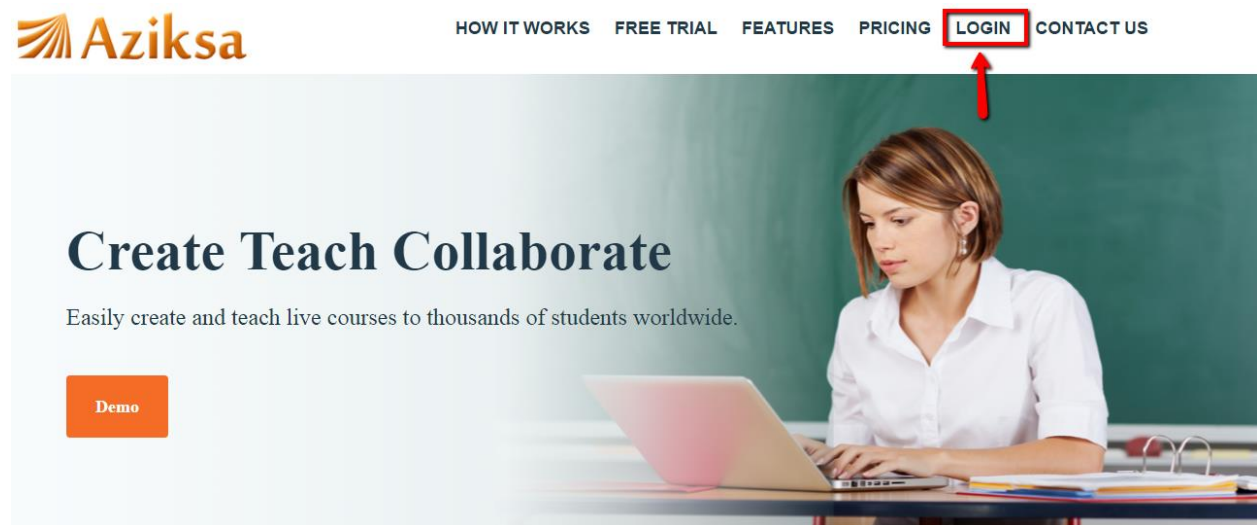 Aziksa
HOW IT WORKS FREE TRIAL FEATURES PRICING LOGIN CONTACT US
Create Teach Collaborate
Easily create and teach live courses to thousands of students worldwide.
Demo